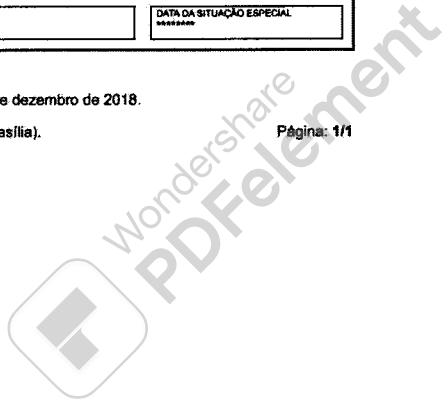 DATA DA SITUAÇÃO ESPECIAL
********
e dezembro de 2018.
asília).
Página: 1/1
Wondershare
PDFelement